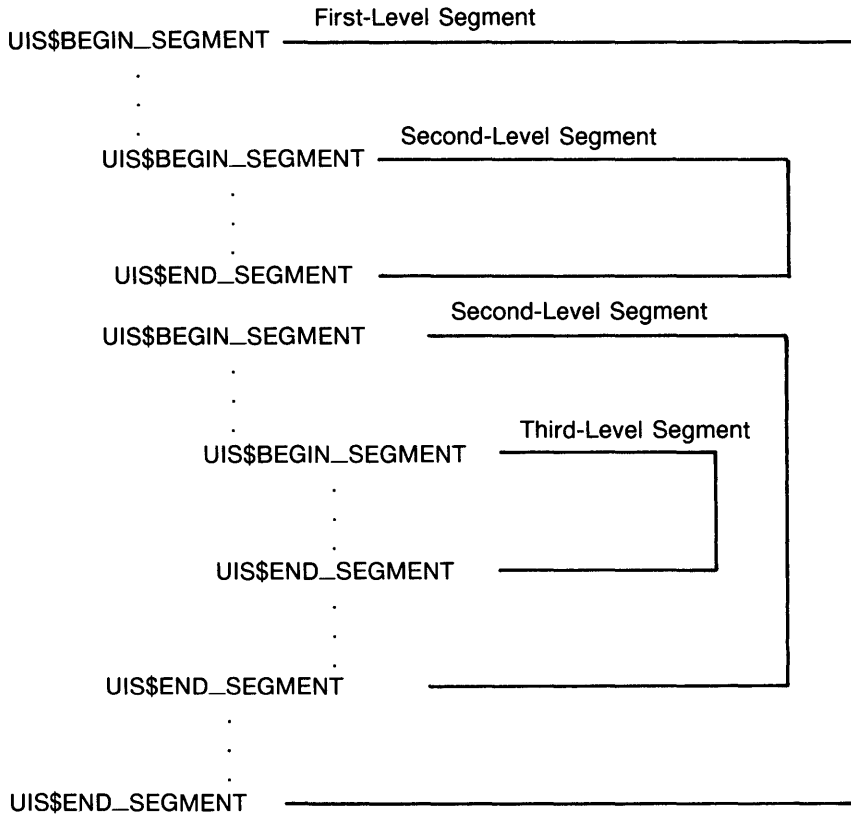 First-Level Segment
UIS$BEGIN_SEGMENT
.
.
.
Second-Level Segment
UIS$BEGIN_SEGMENT
.
.
.
UIS$END_SEGMENT
Second-Level Segment
UIS$BEGIN_SEGMENT
.
.
.
Third-Level Segment
UIS$BEGIN_SEGMENT
.
.
.
UIS$END_SEGMENT
.
.
.
UIS$END_SEGMENT
.
.
.
UIS$END_SEGMENT